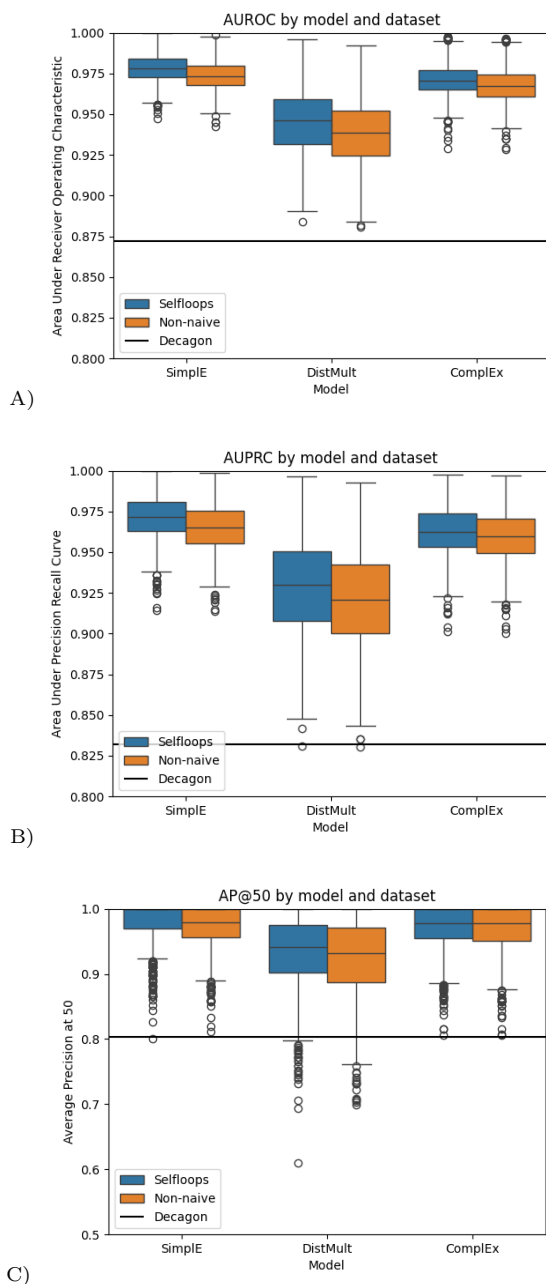 AUROC by model and dataset
Area Under Receiver Operating Characteristic
1.000
0.975
0.950
0.925
0.900
0.875
0.850
0.825
0.800
Selfloops
Non-naive
Decagon
SimplE DistMult ComplEx
Model
A)
AUPRC by model and dataset
Area Under Precision Recall Curve
1.000
0.975
0.950
0.925
0.900
0.875
0.850
0.825
0.800
Selfloops
Non-naive
Decagon
SimplE DistMult ComplEx
Model
B)
AP@50 by model and dataset
Average Precision at 50
1.0
0.9
0.8
0.7
0.6
0.5
Selfloops
Non-naive
Decagon
SimplE DistMult ComplEx
Model
C)